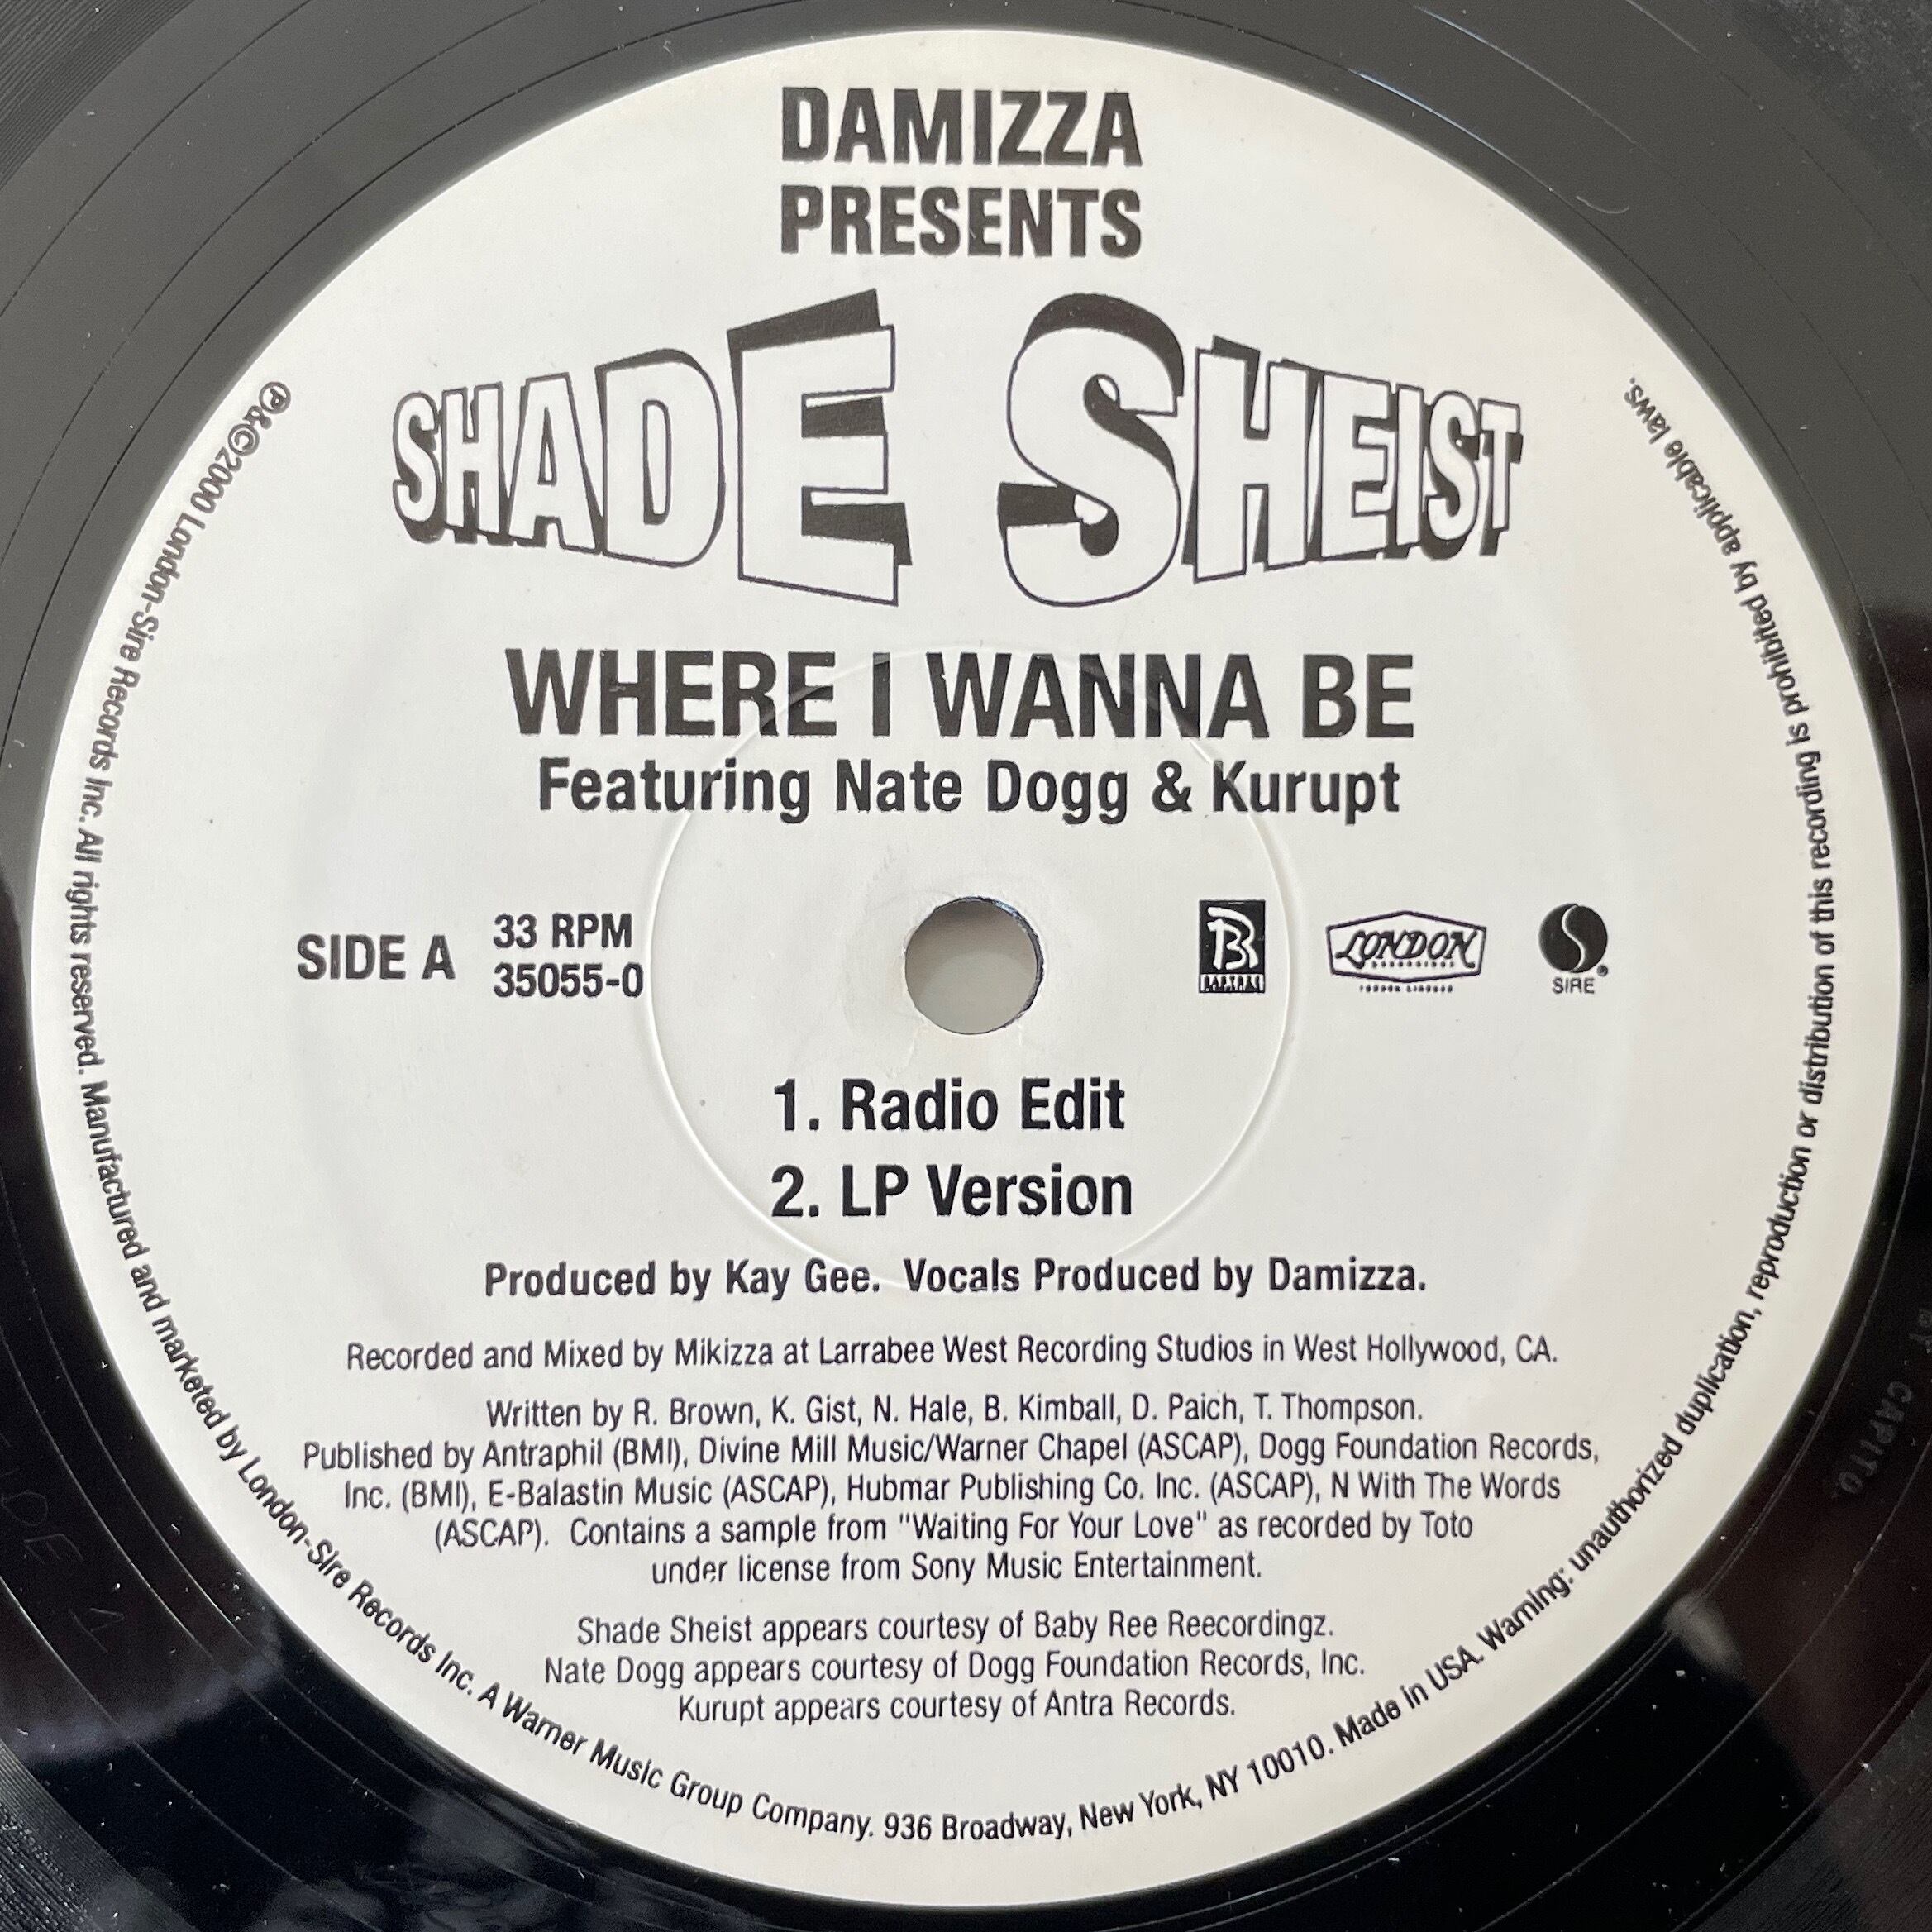 DAMIZZA
PRESENTS
SHADE SHEIST
WHERE I WANNA BE
Featuring Nate Dogg & Kurupt
SIDE A
33 RPM
35055-0
LONDON
SIRE
1. Radio Edit
2. LP Version
Produced by Kay Gee. Vocals Produced by Damizza.
Recorded and Mixed by Mikizza at Larrabee West Recording Studios in West Hollywood, CA.
Written by R. Brown, K. Gist, N. Hale, B. Kimball, D. Paich, T. Thompson.
Published by Antraphil (BMI), Divine Mill Music/Warner Chapel (ASCAP), Dogg Foundation Records,
Inc. (BMI), E-Balastin Music (ASCAP), Hubmar Publishing Co. Inc. (ASCAP), N With The Words
(ASCAP). Contains a sample from "Waiting For Your Love" as recorded by Toto
under license from Sony Music Entertainment.
Shade Sheist appears courtesy of Baby Ree Reecordingz.
Nate Dogg appears courtesy of Dogg Foundation Records, Inc.
Kurupt appears courtesy of Antra Records.
℗&©2000 London-Sire Records Inc. All rights reserved. Manufactured and marketed by London-Sire Records Inc. A Warner Music Group Company. 936 Broadway, New York, NY 10010. Made in USA. Warning: unauthorized duplication, reproduction or distribution of this recording is prohibited by applicable laws.